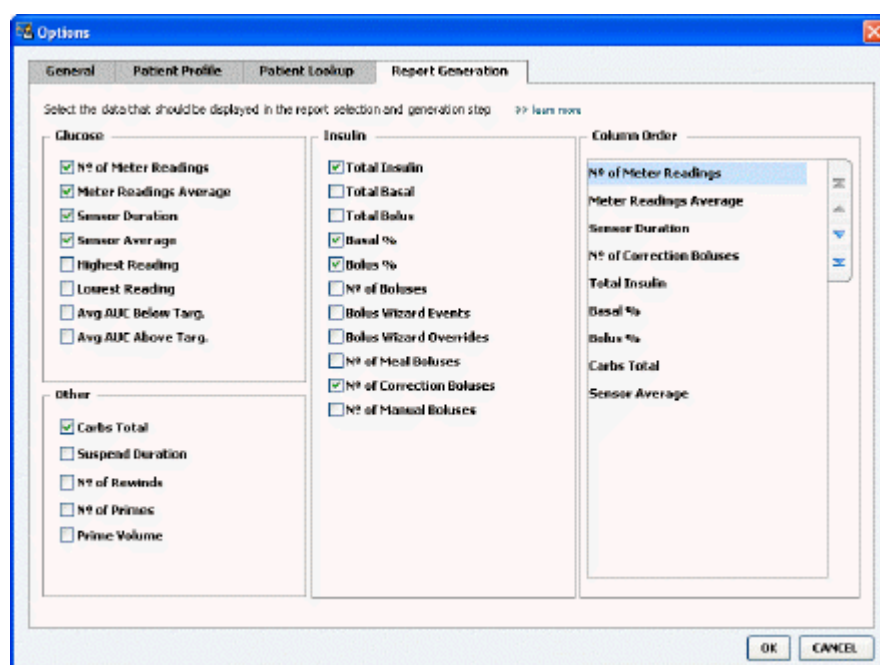 Options
General
Patient Profile
Patient Lookup
Report Generation
Select the data that should be displayed in the report selection and generation step >> learn more
Glucose
Nº of Meter Readings
Meter Readings Average
Sensor Duration
Sensor Average
Highest Reading
Lowest Reading
Avg AUC Below Targ.
Avg AUC Above Targ.
Other
Carbs Total
Suspend Duration
Nº of Rewinds
Nº of Primes
Prime Volume
Insulin
Total Insulin
Total Basal
Total Bolus
Basal %
Bolus %
Nº of Boluses
Bolus Wizard Events
Bolus Wizard Overrides
Nº of Meal Boluses
Nº of Correction Boluses
Nº of Manual Boluses
Column Order
Nº of Meter Readings
Meter Readings Average
Sensor Duration
Nº of Correction Boluses
Total Insulin
Basal %
Bolus %
Carbs Total
Sensor Average
OK
CANCEL